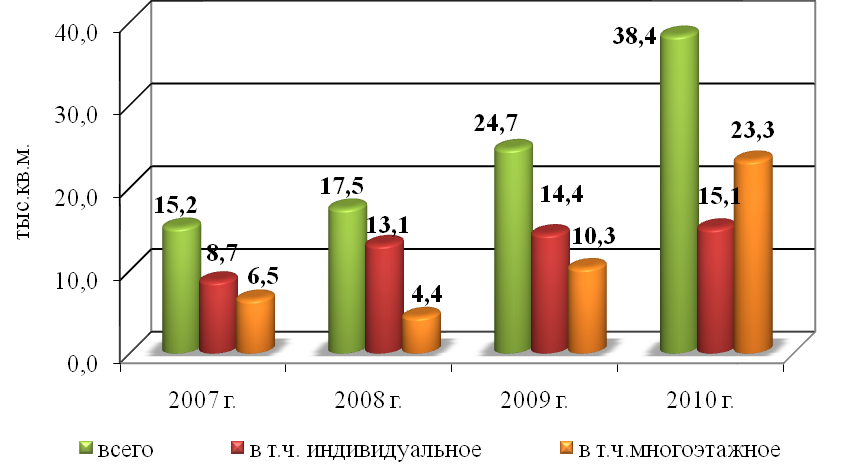 40,0
30,0
20,0
10,0
0,0
тыс.кв.м.
15,2
8,7
6,5
17,5
13,1
4,4
24,7
14,4
10,3
38,4
15,1
23,3
2007 г.
2008 г.
2009 г.
2010 г.
всего
в т.ч. индивидуальное
в т.ч.многоэтажное